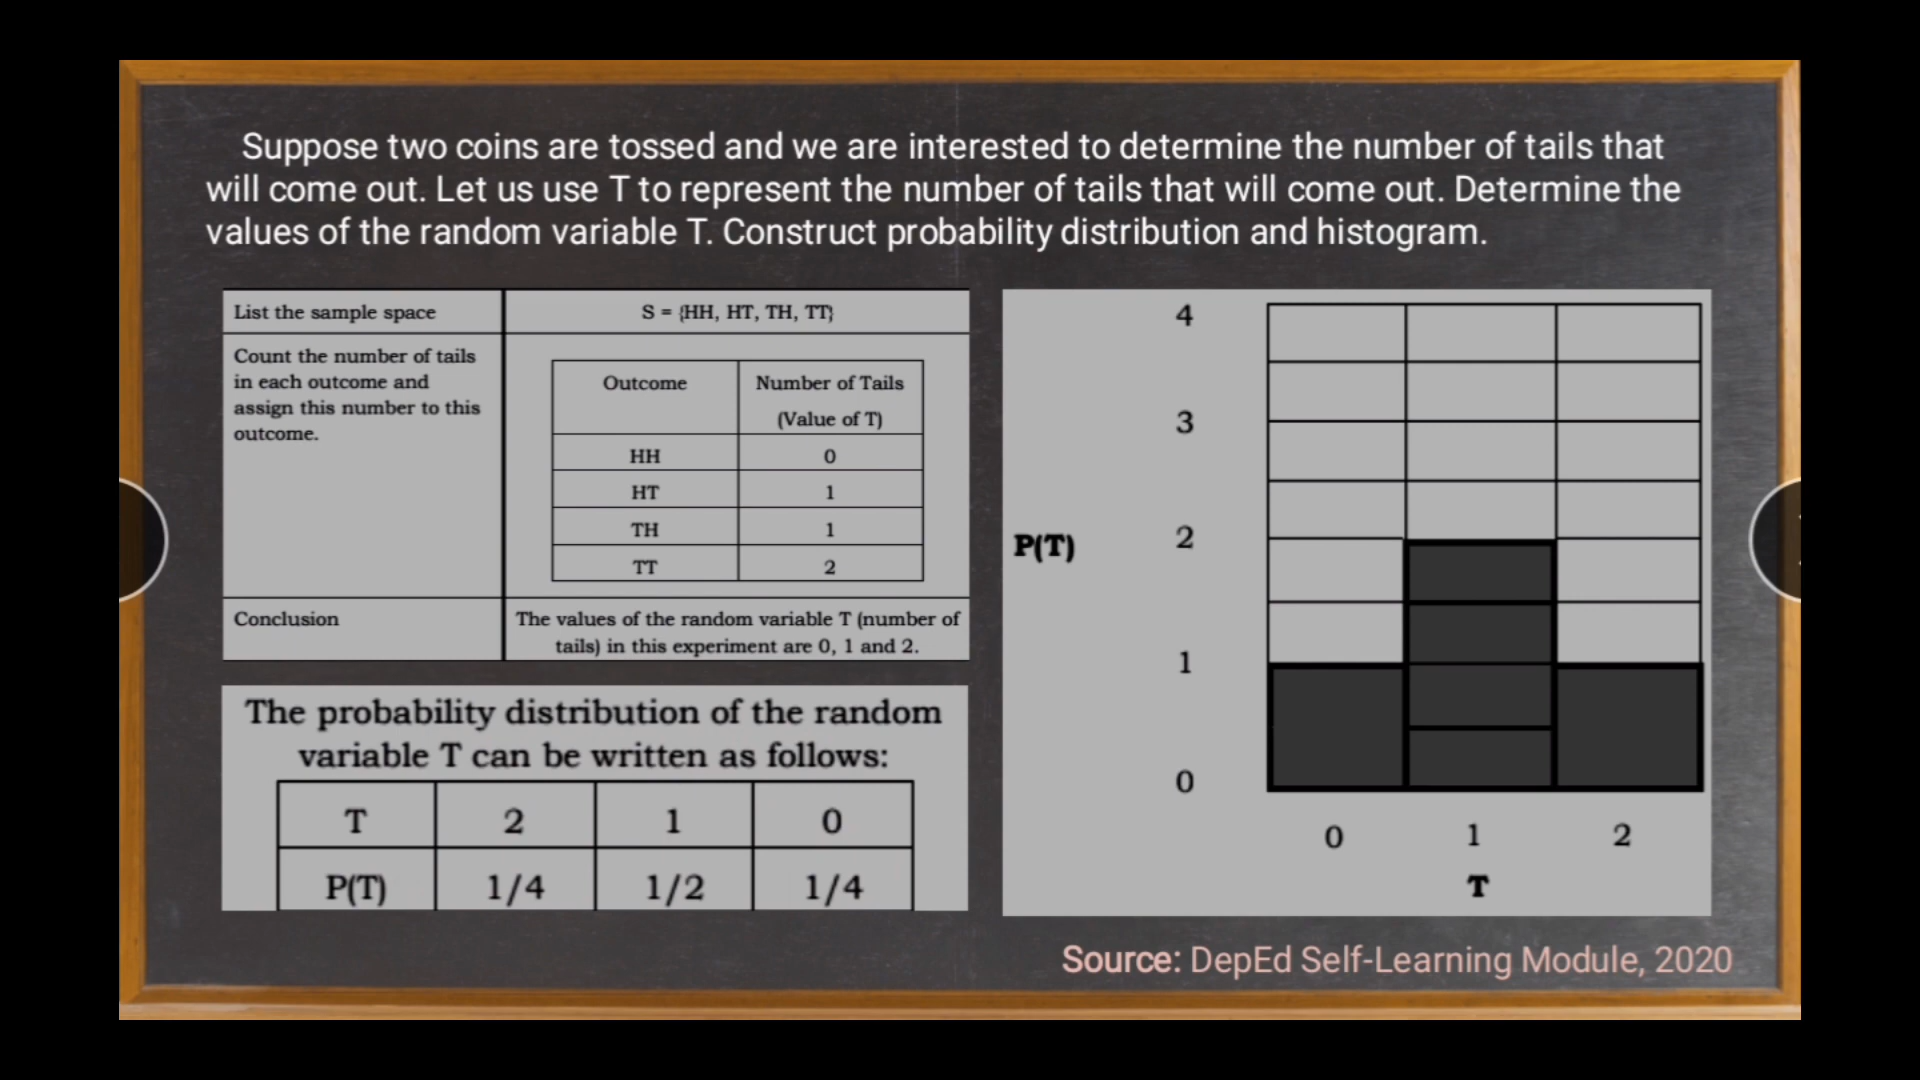 Suppose two coins are tossed and we are interested to determine the number of tails that
will come out. Let us use T to represent the number of tails that will come out. Determine the
values of the random variable T. Construct probability distribution and histogram.
List the sample space
S = {HH, HT, TH, TT}
Count the number of tails
in each outcome and
assign this number to this
outcome.
Outcome
Number of Tails
(Value of T)
HH 0
HT 1
TH 1
TT 2
Conclusion
The values of the random variable T (number of
tails) in this experiment are 0, 1 and 2.
The probability distribution of the random
variable T can be written as follows:
T 2 1 0
P(T) 1/4 1/2 1/4
4
3
P(T) 2
1
0
0 1 2
T
Source: DepEd Self-Learning Module, 2020